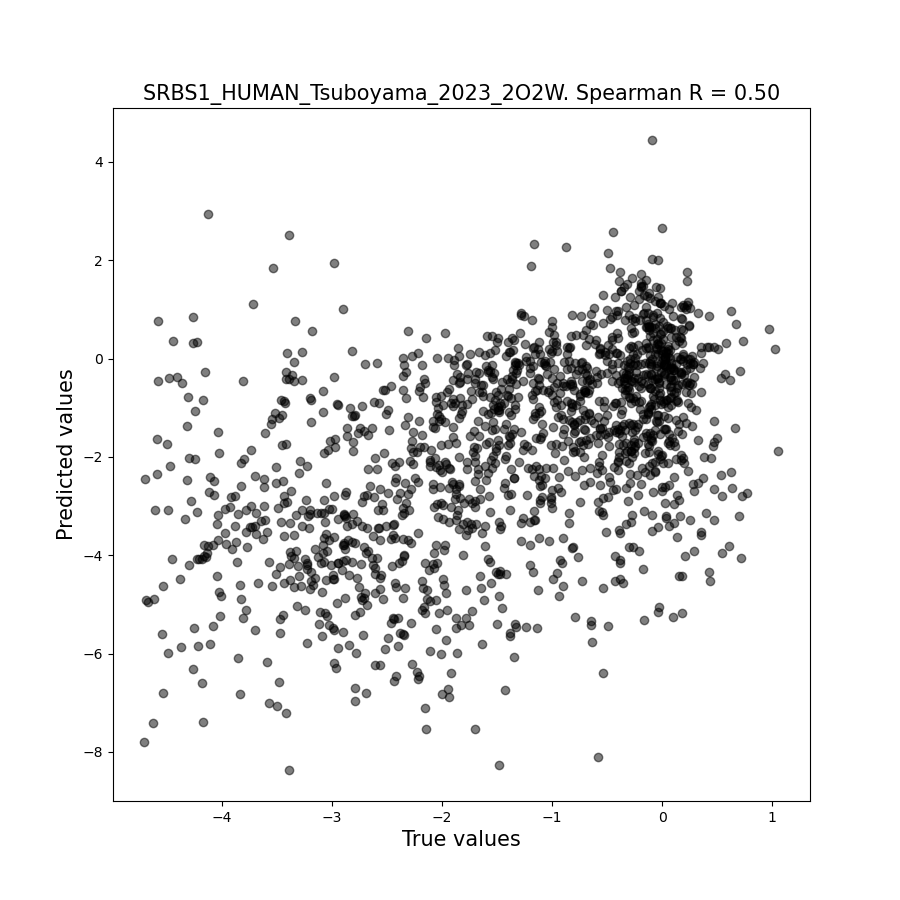 SRBS1_HUMAN_Tsuboyama_2023_2O2W. Spearman R = 0.50
4
2
0
−2
−4
−6
−8
Predicted values
−4 −3 −2 −1 0 1
True values